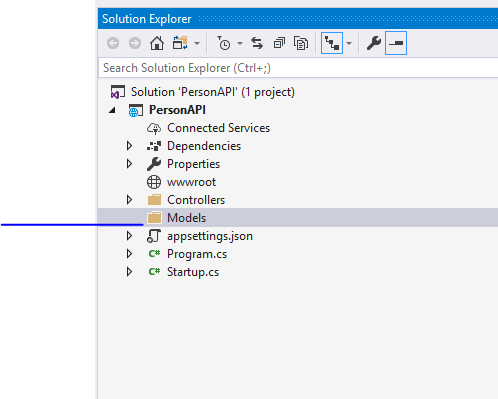 Solution Explorer
Search Solution Explorer (Ctrl+;)
Solution 'PersonAPI' (1 project)
PersonAPI
Connected Services
Dependencies
Properties
wwwroot
Controllers
Models
appsettings.json
C# Program.cs
C# Startup.cs